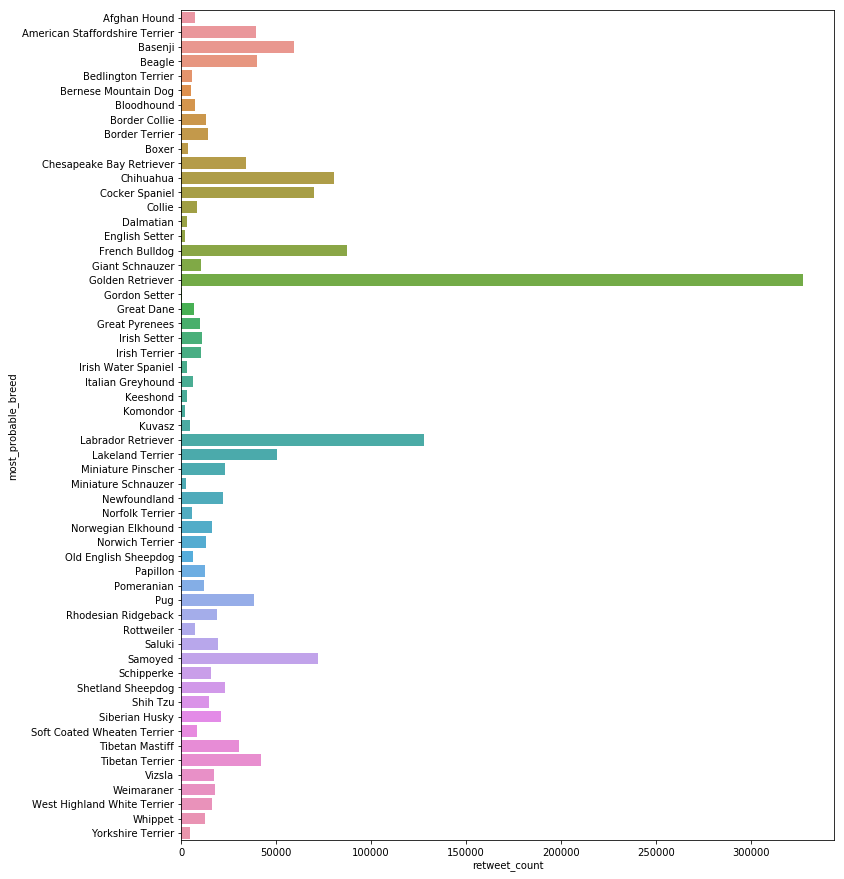 Afghan Hound
American Staffordshire Terrier
Basenji
Beagle
Bedlington Terrier
Bernese Mountain Dog
Bloodhound
Border Collie
Border Terrier
Boxer
Chesapeake Bay Retriever
Chihuahua
Cocker Spaniel
Collie
Dalmatian
English Setter
French Bulldog
Giant Schnauzer
Golden Retriever
Gordon Setter
Great Dane
Great Pyrenees
Irish Setter
Irish Terrier
Irish Water Spaniel
Italian Greyhound
Keeshond
Komondor
Kuvasz
Labrador Retriever
Lakeland Terrier
Miniature Pinscher
Miniature Schnauzer
Newfoundland
Norfolk Terrier
Norwegian Elkhound
Norwich Terrier
Old English Sheepdog
Papillon
Pomeranian
Pug
Rhodesian Ridgeback
Rottweiler
Saluki
Samoyed
Schipperke
Shetland Sheepdog
Shih Tzu
Siberian Husky
Soft Coated Wheaten Terrier
Tibetan Mastiff
Tibetan Terrier
Vizsla
Weimaraner
West Highland White Terrier
Whippet
Yorkshire Terrier
most_probable_breed
0 50000 100000 150000 200000 250000 300000
retweet_count